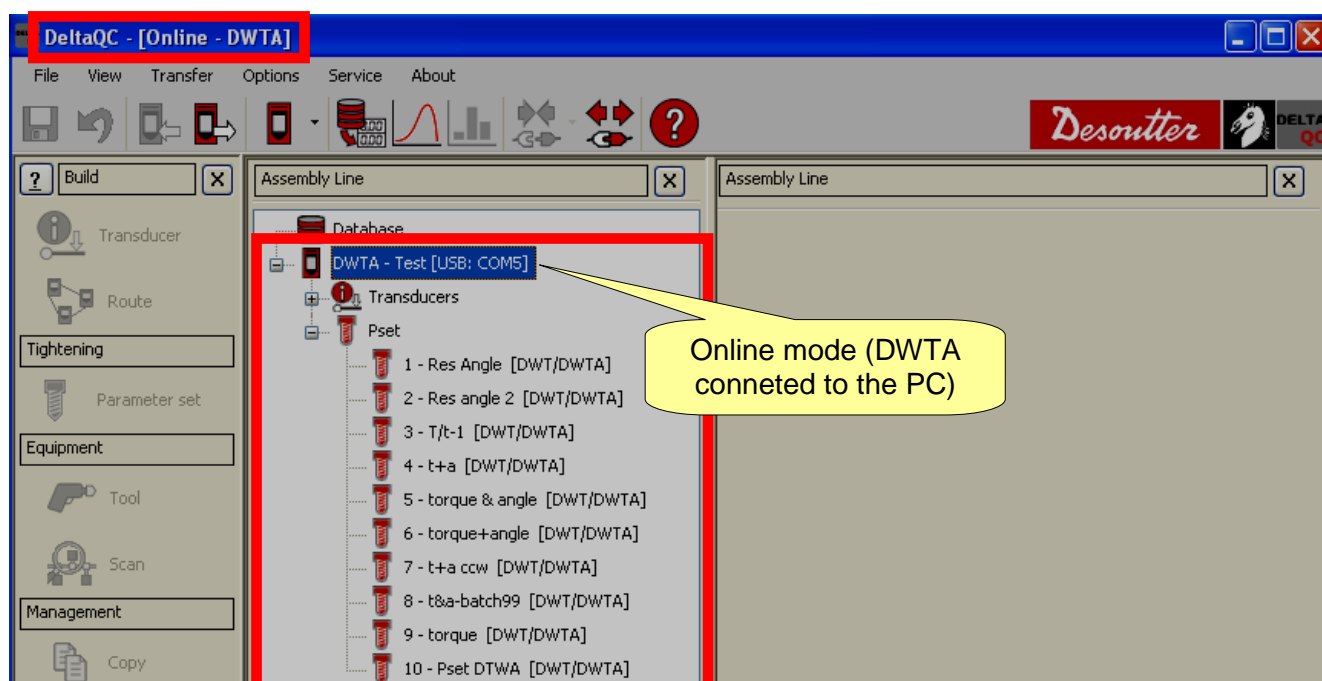 DeltaQC - [Online - DWTA]
File View Transfer Options Service About
Desoutter DELTA QC
? Build X
Assembly Line X
Assembly Line X
Transducer
Route
Tightening
Parameter set
Equipment
Tool
Scan
Management
Copy
Database
DWTA - Test [USB: COM5]
Transducers
Pset
1 - Res Angle [DWT/DWTA]
2 - Res angle 2 [DWT/DWTA]
3 - T/t-1 [DWT/DWTA]
4 - t+a [DWT/DWTA]
5 - torque & angle [DWT/DWTA]
6 - torque+angle [DWT/DWTA]
7 - t+a ccw [DWT/DWTA]
8 - t&a-batch99 [DWT/DWTA]
9 - torque [DWT/DWTA]
10 - Pset DTWA [DWT/DWTA]
Online mode (DWTA
conneted to the PC)